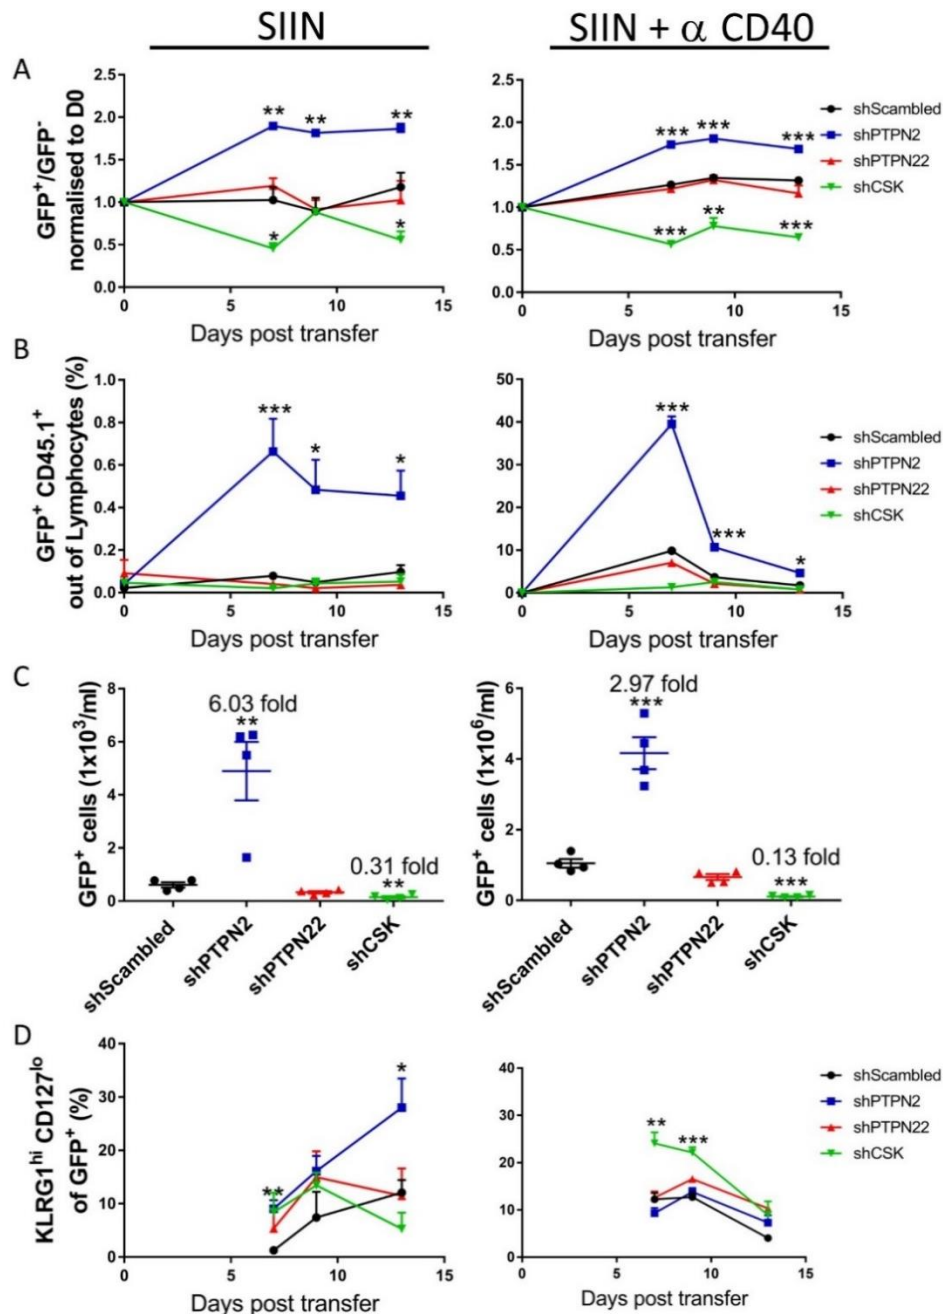 SIIN
SIIN + α CD40
A
GFP⁺/GFP⁻
normalised to D0
2.5
2.0
1.5
1.0
0.5
0.0
** ** **
* *
0 5 10 15
Days post transfer
2.5
2.0
1.5
1.0
0.5
0.0
*** *** ***
*** ** ***
0 5 10 15
Days post transfer
shScambled
shPTPN2
shPTPN22
shCSK
B
GFP⁺ CD45.1⁺
out of Lymphocytes (%)
1.0
0.8
0.6
0.4
0.2
0.0
*** * *
0 5 10 15
Days post transfer
50
40
30
20
10
0
*** *** *
0 5 10 15
Days post transfer
shScambled
shPTPN2
shPTPN22
shCSK
C
GFP⁺ cells (1x10³/ml)
8
6
4
2
0
6.03 fold
**
0.31 fold
**
shScambled
shPTPN2
shPTPN22
shCSK
GFP⁺ cells (1x10⁶/ml)
6
4
2
0
2.97 fold
***
0.13 fold
***
shScambled
shPTPN2
shPTPN22
shCSK
D
KLRG1ʰⁱ CD127ˡᵒ
of GFP⁺ (%)
40
30
20
10
0
** *
0 5 10 15
Days post transfer
40
30
20
10
0
** ***
0 5 10 15
Days post transfer
shScambled
shPTPN2
shPTPN22
shCSK